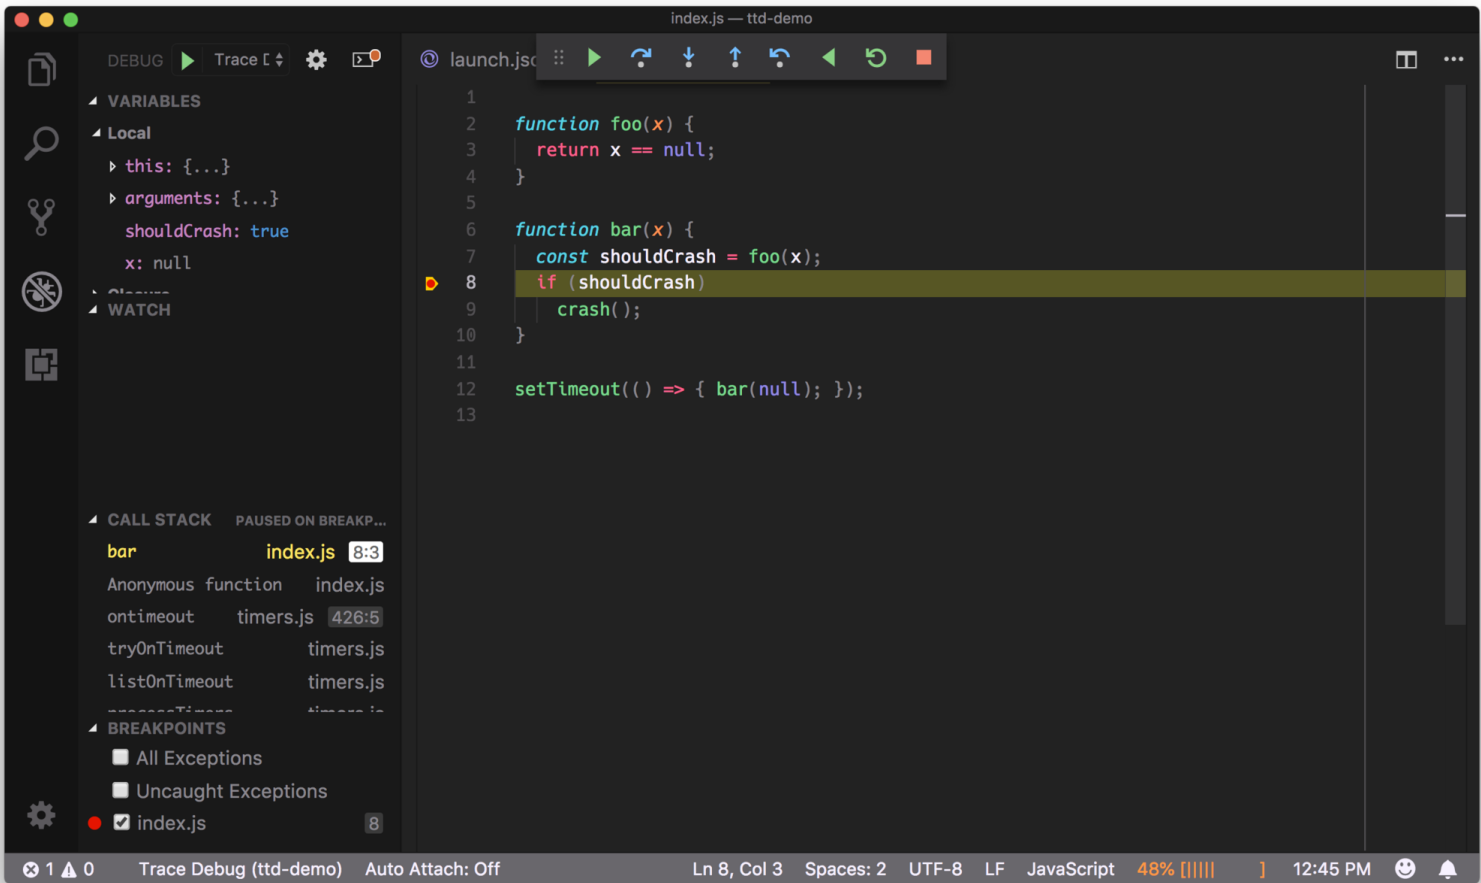 index.js — ttd-demo
DEBUG
Trace
launch.jsc
VARIABLES
Local
this: {...}
arguments: {...}
shouldCrash: true
x: null
WATCH
CALL STACK PAUSED ON BREAKP...
bar index.js 8:3
Anonymous function index.js
ontimeout timers.js 426:5
tryOnTimeout timers.js
listOnTimeout timers.js
BREAKPOINTS
All Exceptions
Uncaught Exceptions
index.js 8
1
2 function foo(x) {
3 return x == null;
4 }
5
6 function bar(x) {
7 const shouldCrash = foo(x);
8 if (shouldCrash)
9 crash();
10 }
11
12 setTimeout(() => { bar(null); });
13
1 0 Trace Debug (ttd-demo) Auto Attach: Off Ln 8, Col 3 Spaces: 2 UTF-8 LF JavaScript 48% [||||| ] 12:45 PM